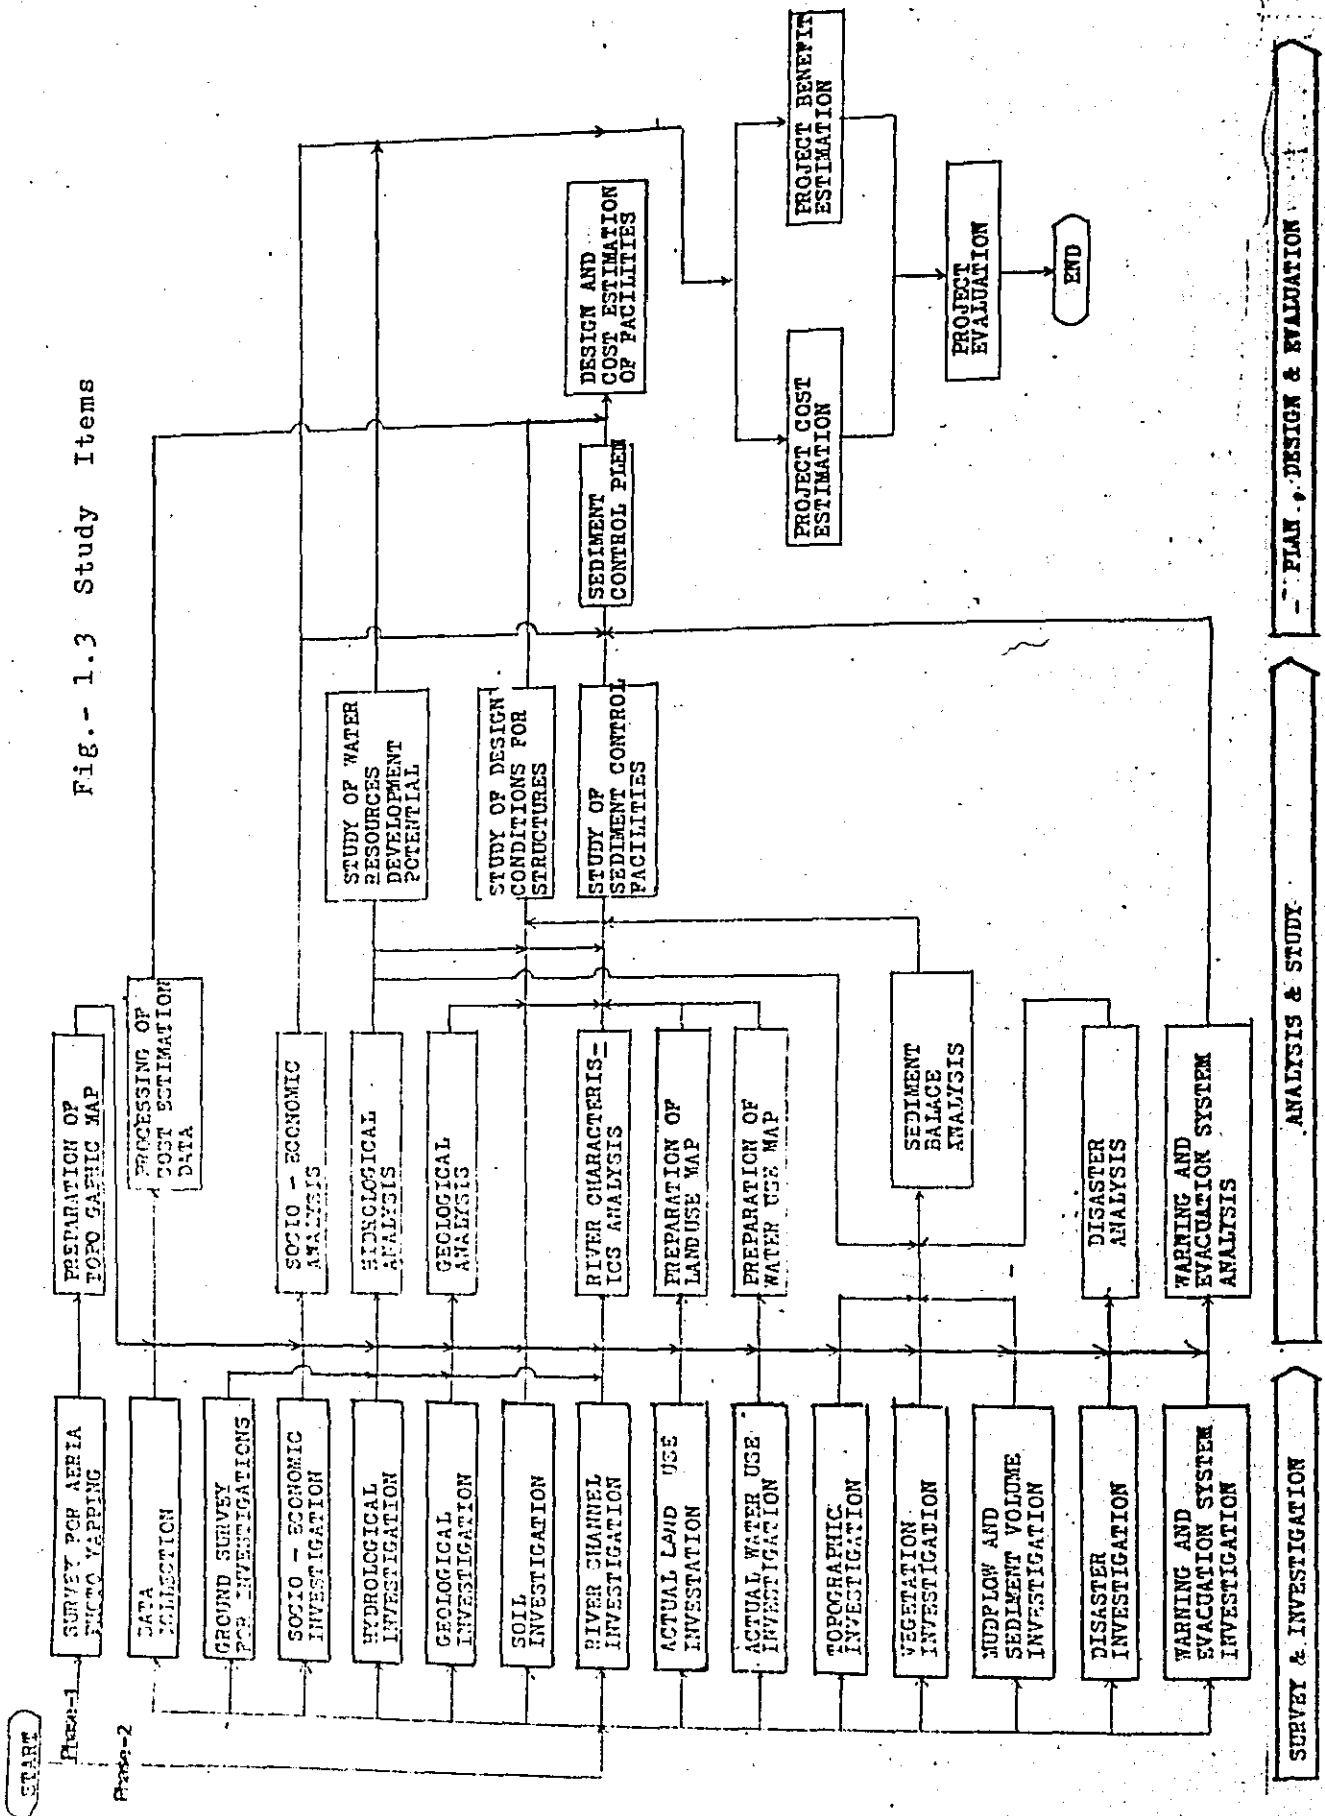 Fig.- 1.3 Study Items
START
Phase-1
Phase-2
SURVEY FOR AERIA
PHOTO MAPPING
DATA
COLLECTION
GROUND SURVEY
FOR INVESTIGATIONS
SOCIO - ECONOMIC
INVESTIGATION
HYDROLOGICAL
INVESTIGATION
GEOLOGICAL
INVESTIGATION
SOIL
INVESTIGATION
RIVER CHANNEL
INVESTIGATION
ACTUAL LAND USE
INVESTATION
ACTUAL WATER USE
INVESTIGATION
TOPOGRAPHIC
INVESTIGATION
VEGETATION
INVESTIGATION
MUDFLOW AND
SEDIMENT VOLUME
INVESTIGATION
DISASTER
INVESTIGATION
WARNING AND
EVACUATION SYSTEM
INVESTIGATION
SURVEY & INVESTIGATION
PREPARATION OF
TOPO GAPHIC MAP
PROCESSING OF
COST ESTIMATION
DATA
SOCIO - ECONOMIC
ANALYSIS
ANALYSIS
GEOLOGICAL
ANALYSIS
RIVER CHARACTERIS-
ICS ANALYSIS
PREPARATION OF
LANDUSE MAP
PREPARATION OF
WATER USE MAP
SEDIMENT
BALACE
ANALYSIS
DISASTER
ANALYSIS
WARNING AND
EVACUATION SYSTEM
ANALYSIS
STUDY OF WATER
RESOURCES
DEVELOPMENT
POTENTIAL
STUDY OF DESIGN
CONDITIONS FOR
STRUCTURES
STUDY OF
SEDIMENT CONTROL
FACILITIES
ANALYSIS & STUDY
SEDIMENT
CONTROL PLEN
DESIGN AND
COST ESTIMATION
OF FACILITIES
PROJECT COST
ESTIMATION
PROJECT BENEFIT
ESTIMATION
PROJECT
EVALUATION
END
PLAN, DESIGN & EVALUATION